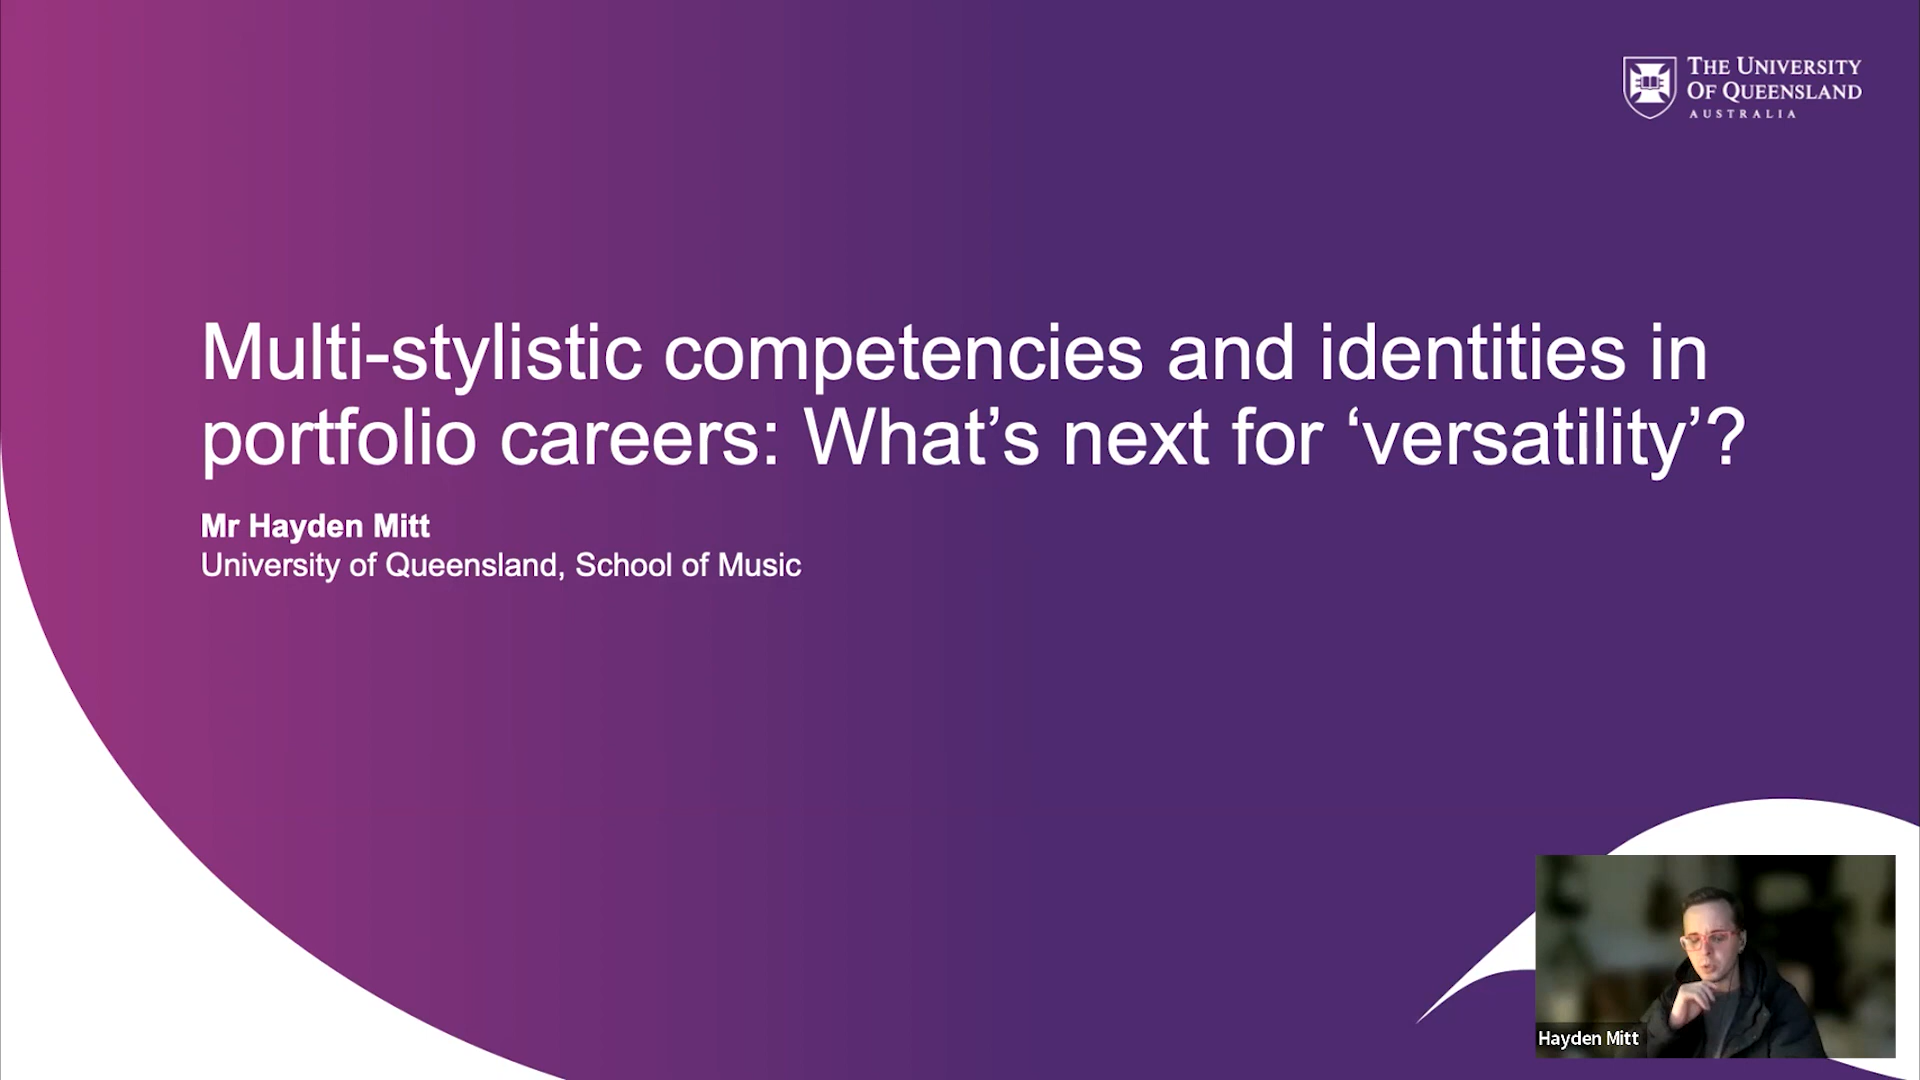 THE UNIVERSITY
OF QUEENSLAND
AUSTRALIA
Multi-stylistic competencies and identities in
portfolio careers: What’s next for ‘versatility’?
Mr Hayden Mitt
University of Queensland, School of Music
Hayden Mitt